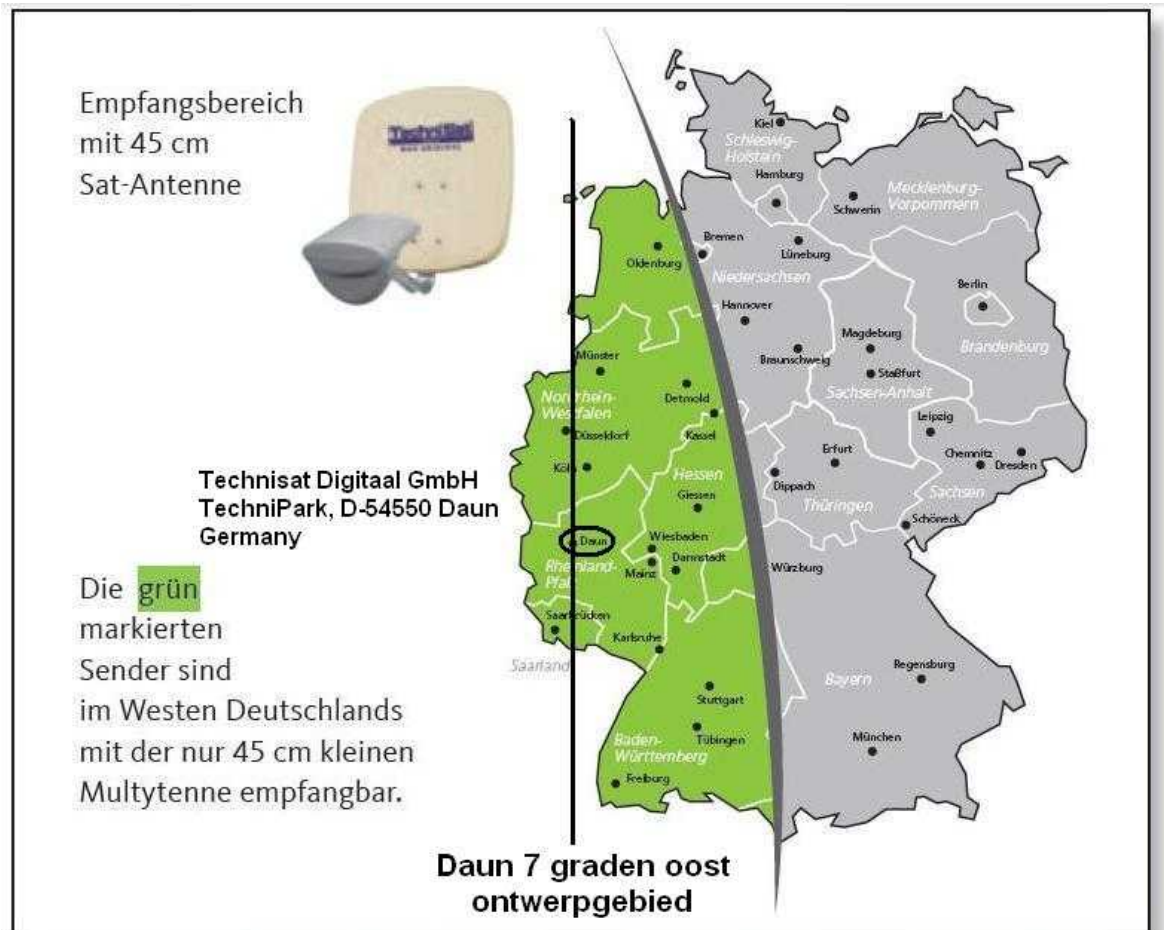 Empfangsbereich
mit 45 cm
Sat-Antenne
TechniSat
Technisat Digitaal GmbH
TechniPark, D-54550 Daun
Germany
Die grün
markierten
Sender sind
im Westen Deutschlands
mit der nur 45 cm kleinen
Multytenne empfangbar.
Kiel
Schleswig-
Holstein
Hamburg
Mecklenburg-
Vorpommern
Schwerin
Bremen
Lüneburg
Oldenburg
Niedersachsen
Berlin
Hannover
Magdeburg
Brandenburg
Braunschweig
Münster
Staßfurt
Detmold
Sachsen-Anhalt
Nordrhein-
Westfalen
Leipzig
Düsseldorf
Kassel
Erfurt
Chemnitz
Dresden
Köln
Hessen
Dippach
Giessen
Thüringen
Sachsen
Schöneck
Daun
Wiesbaden
Rheinland-
Pfalz
Mainz
Darmstadt
Würzburg
Saarbrücken
Karlsruhe
Saarland
Regensburg
Bayern
Stuttgart
Tübingen
Baden-
Württemberg
München
Freiburg
Daun 7 graden oost
ontwerpgebied